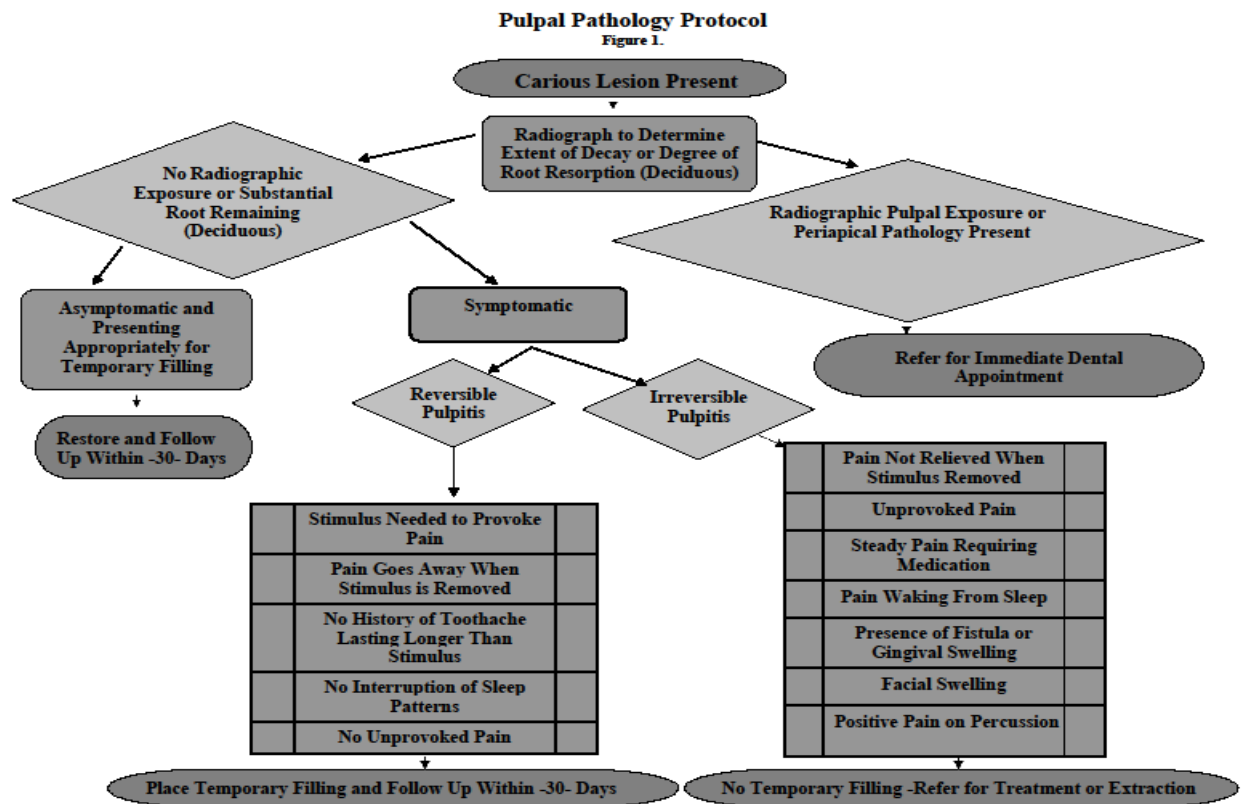 Pulpal Pathology Protocol
Figure 1.
Carious Lesion Present
Radiograph to Determine
Extent of Decay or Degree of
Root Resorption (Deciduous)
No Radiographic
Exposure or Substantial
Root Remaining
(Deciduous)
Radiographic Pulpal Exposure or
Periapical Pathology Present
Asymptomatic and
Presenting
Appropriately for
Temporary Filling
Symptomatic
Refer for Immediate Dental
Appointment
Restore and Follow
Up Within -30- Days
Reversible
Pulpitis
Irreversible
Pulpitis
Stimulus Needed to Provoke
Pain
Pain Goes Away When
Stimulus is Removed
No History of Toothache
Lasting Longer Than
Stimulus
No Interruption of Sleep
Patterns
No Unprovoked Pain
Place Temporary Filling and Follow Up Within -30- Days
Pain Not Relieved When
Stimulus Removed
Unprovoked Pain
Steady Pain Requiring
Medication
Pain Waking From Sleep
Presence of Fistula or
Gingival Swelling
Facial Swelling
Positive Pain on Percussion
No Temporary Filling -Refer for Treatment or Extraction